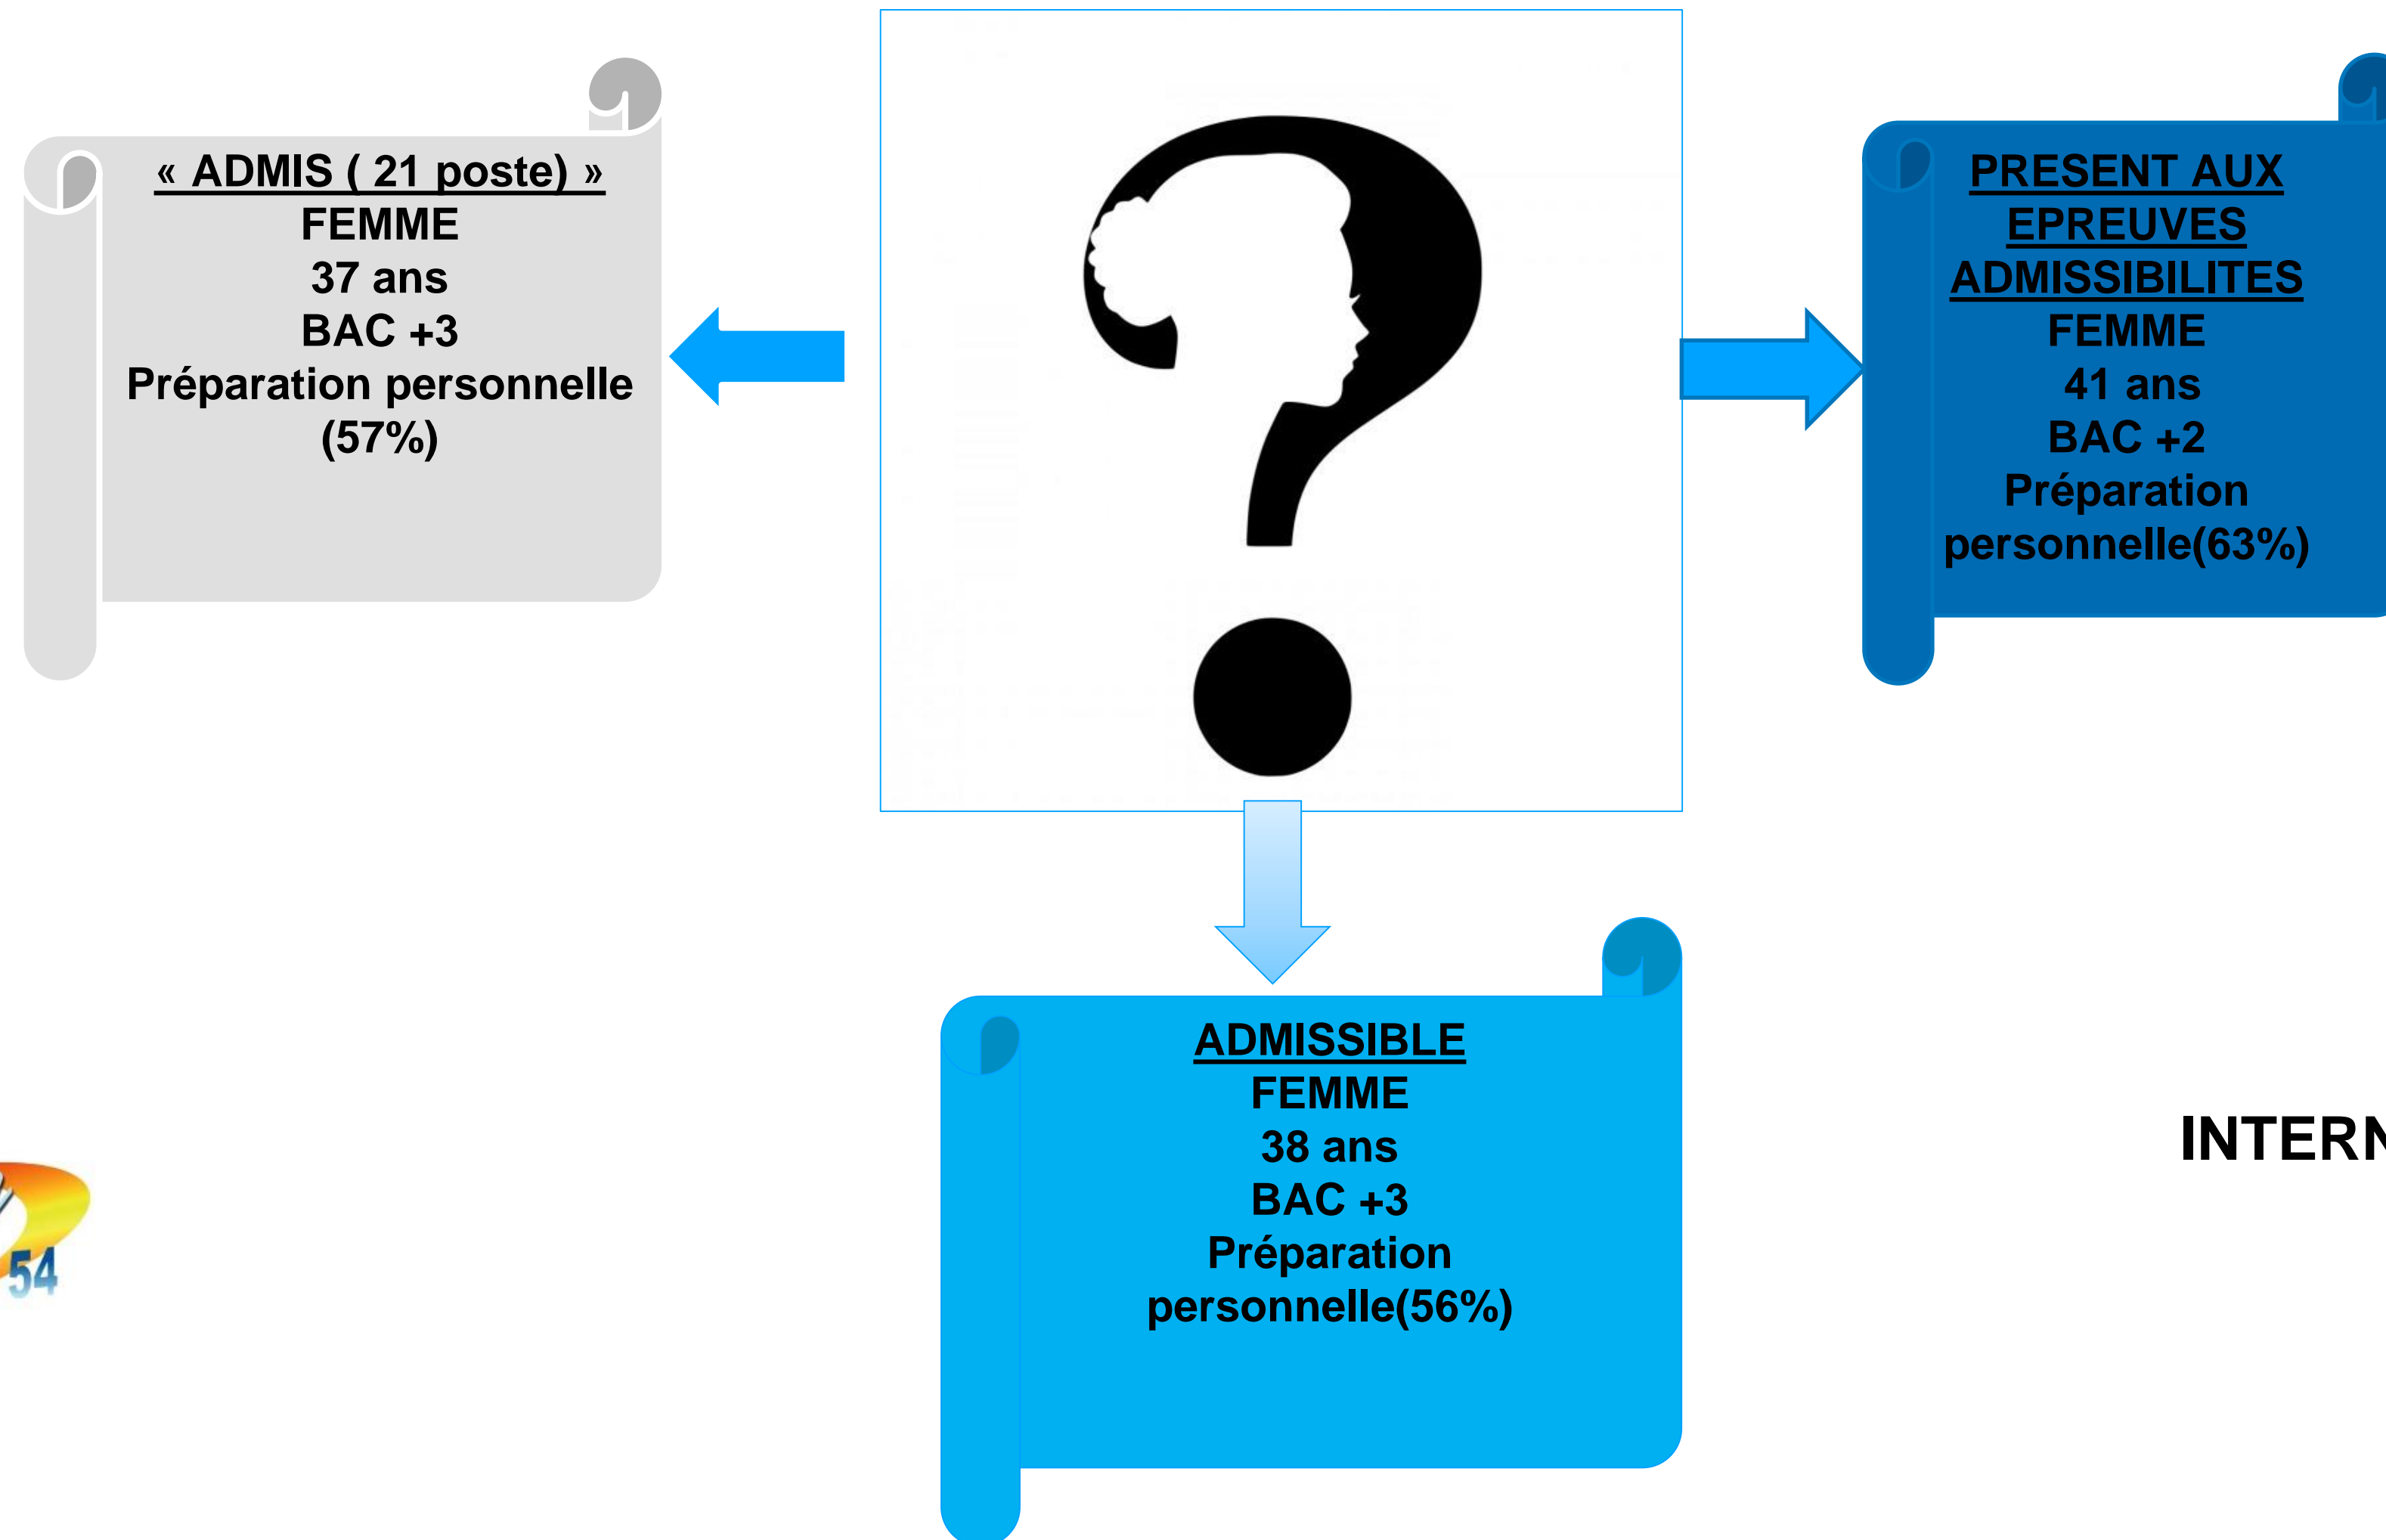 « ADMIS ( 21 poste) »
FEMME
37 ans
BAC +3
Préparation personnelle
(57%)
PRESENT AUX
EPREUVES
ADMISSIBILITES
FEMME
41 ans
BAC +2
Préparation
personnelle(63%)
ADMISSIBLE
FEMME
38 ans
BAC +3
Préparation
personnelle(56%)
INTERN
54